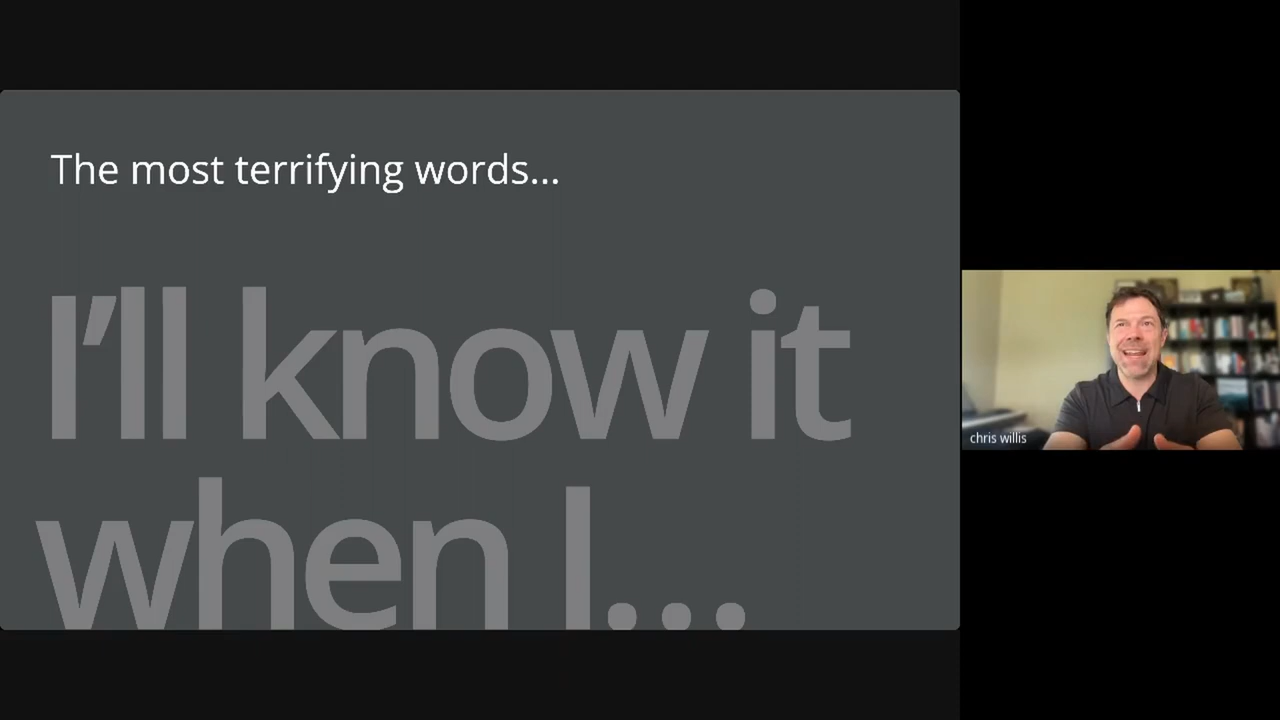 The most terrifying words...
I’ll know it
when I...
chris willis